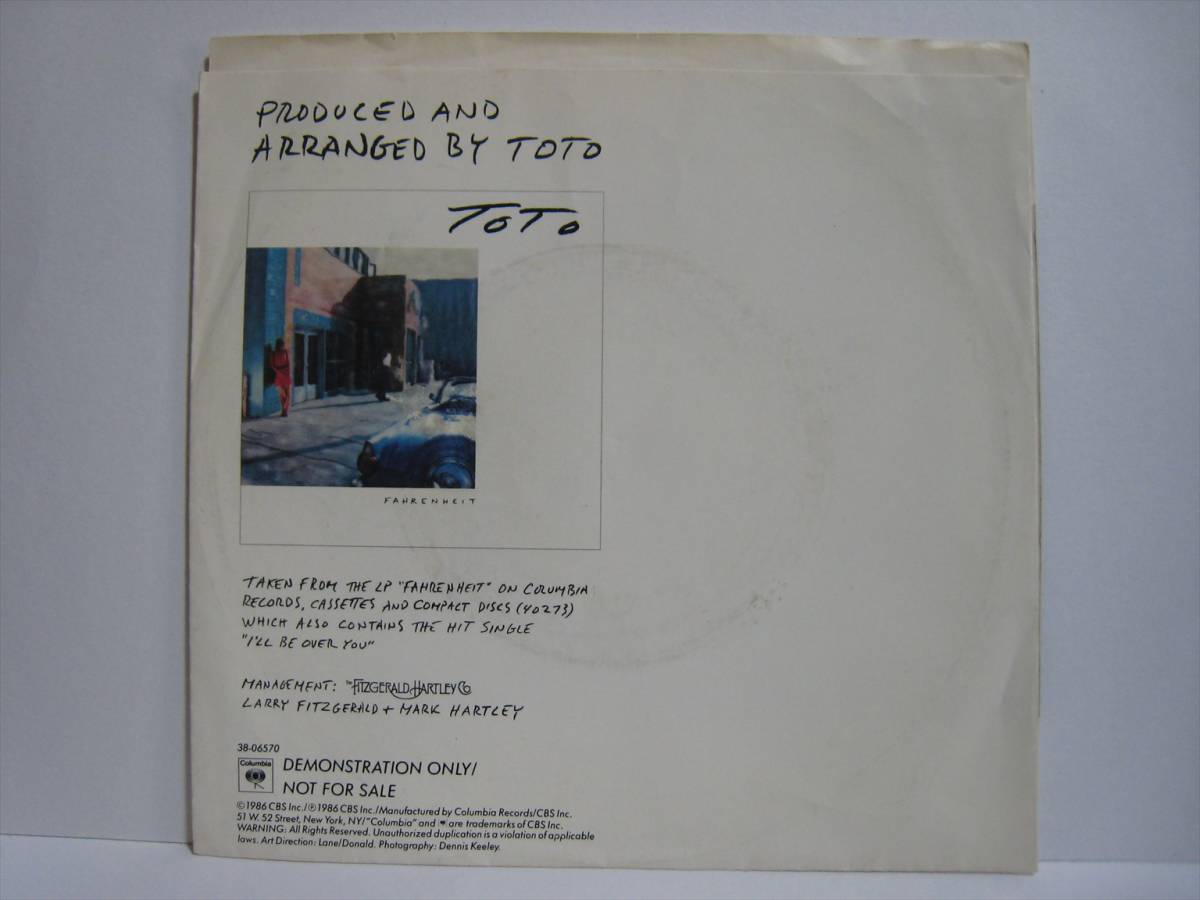 PRODUCED AND
ARRANGED BY TOTO
TOTO
FAHRENHEIT
TAKEN FROM THE LP "FAHRENHEIT" ON COLUMBIA
RECORDS, CASSETTES AND COMPACT DISCS (40273)
WHICH ALSO CONTAINS THE HIT SINGLE
"I'LL BE OVER YOU"
MANAGEMENT: THE FITZGERALD HARTLEY CO.
LARRY FITZGERALD + MARK HARTLEY
38-06570
Columbia
DEMONSTRATION ONLY/
NOT FOR SALE
©1986 CBS Inc./℗1986 CBS Inc./Manufactured by Columbia Records/CBS Inc.
51 W. 52 Street, New York, NY/"Columbia" and are trademarks of CBS Inc.
WARNING: All Rights Reserved. Unauthorized duplication is a violation of applicable
laws. Art Direction: Lane/Donald. Photography: Dennis Keeley.